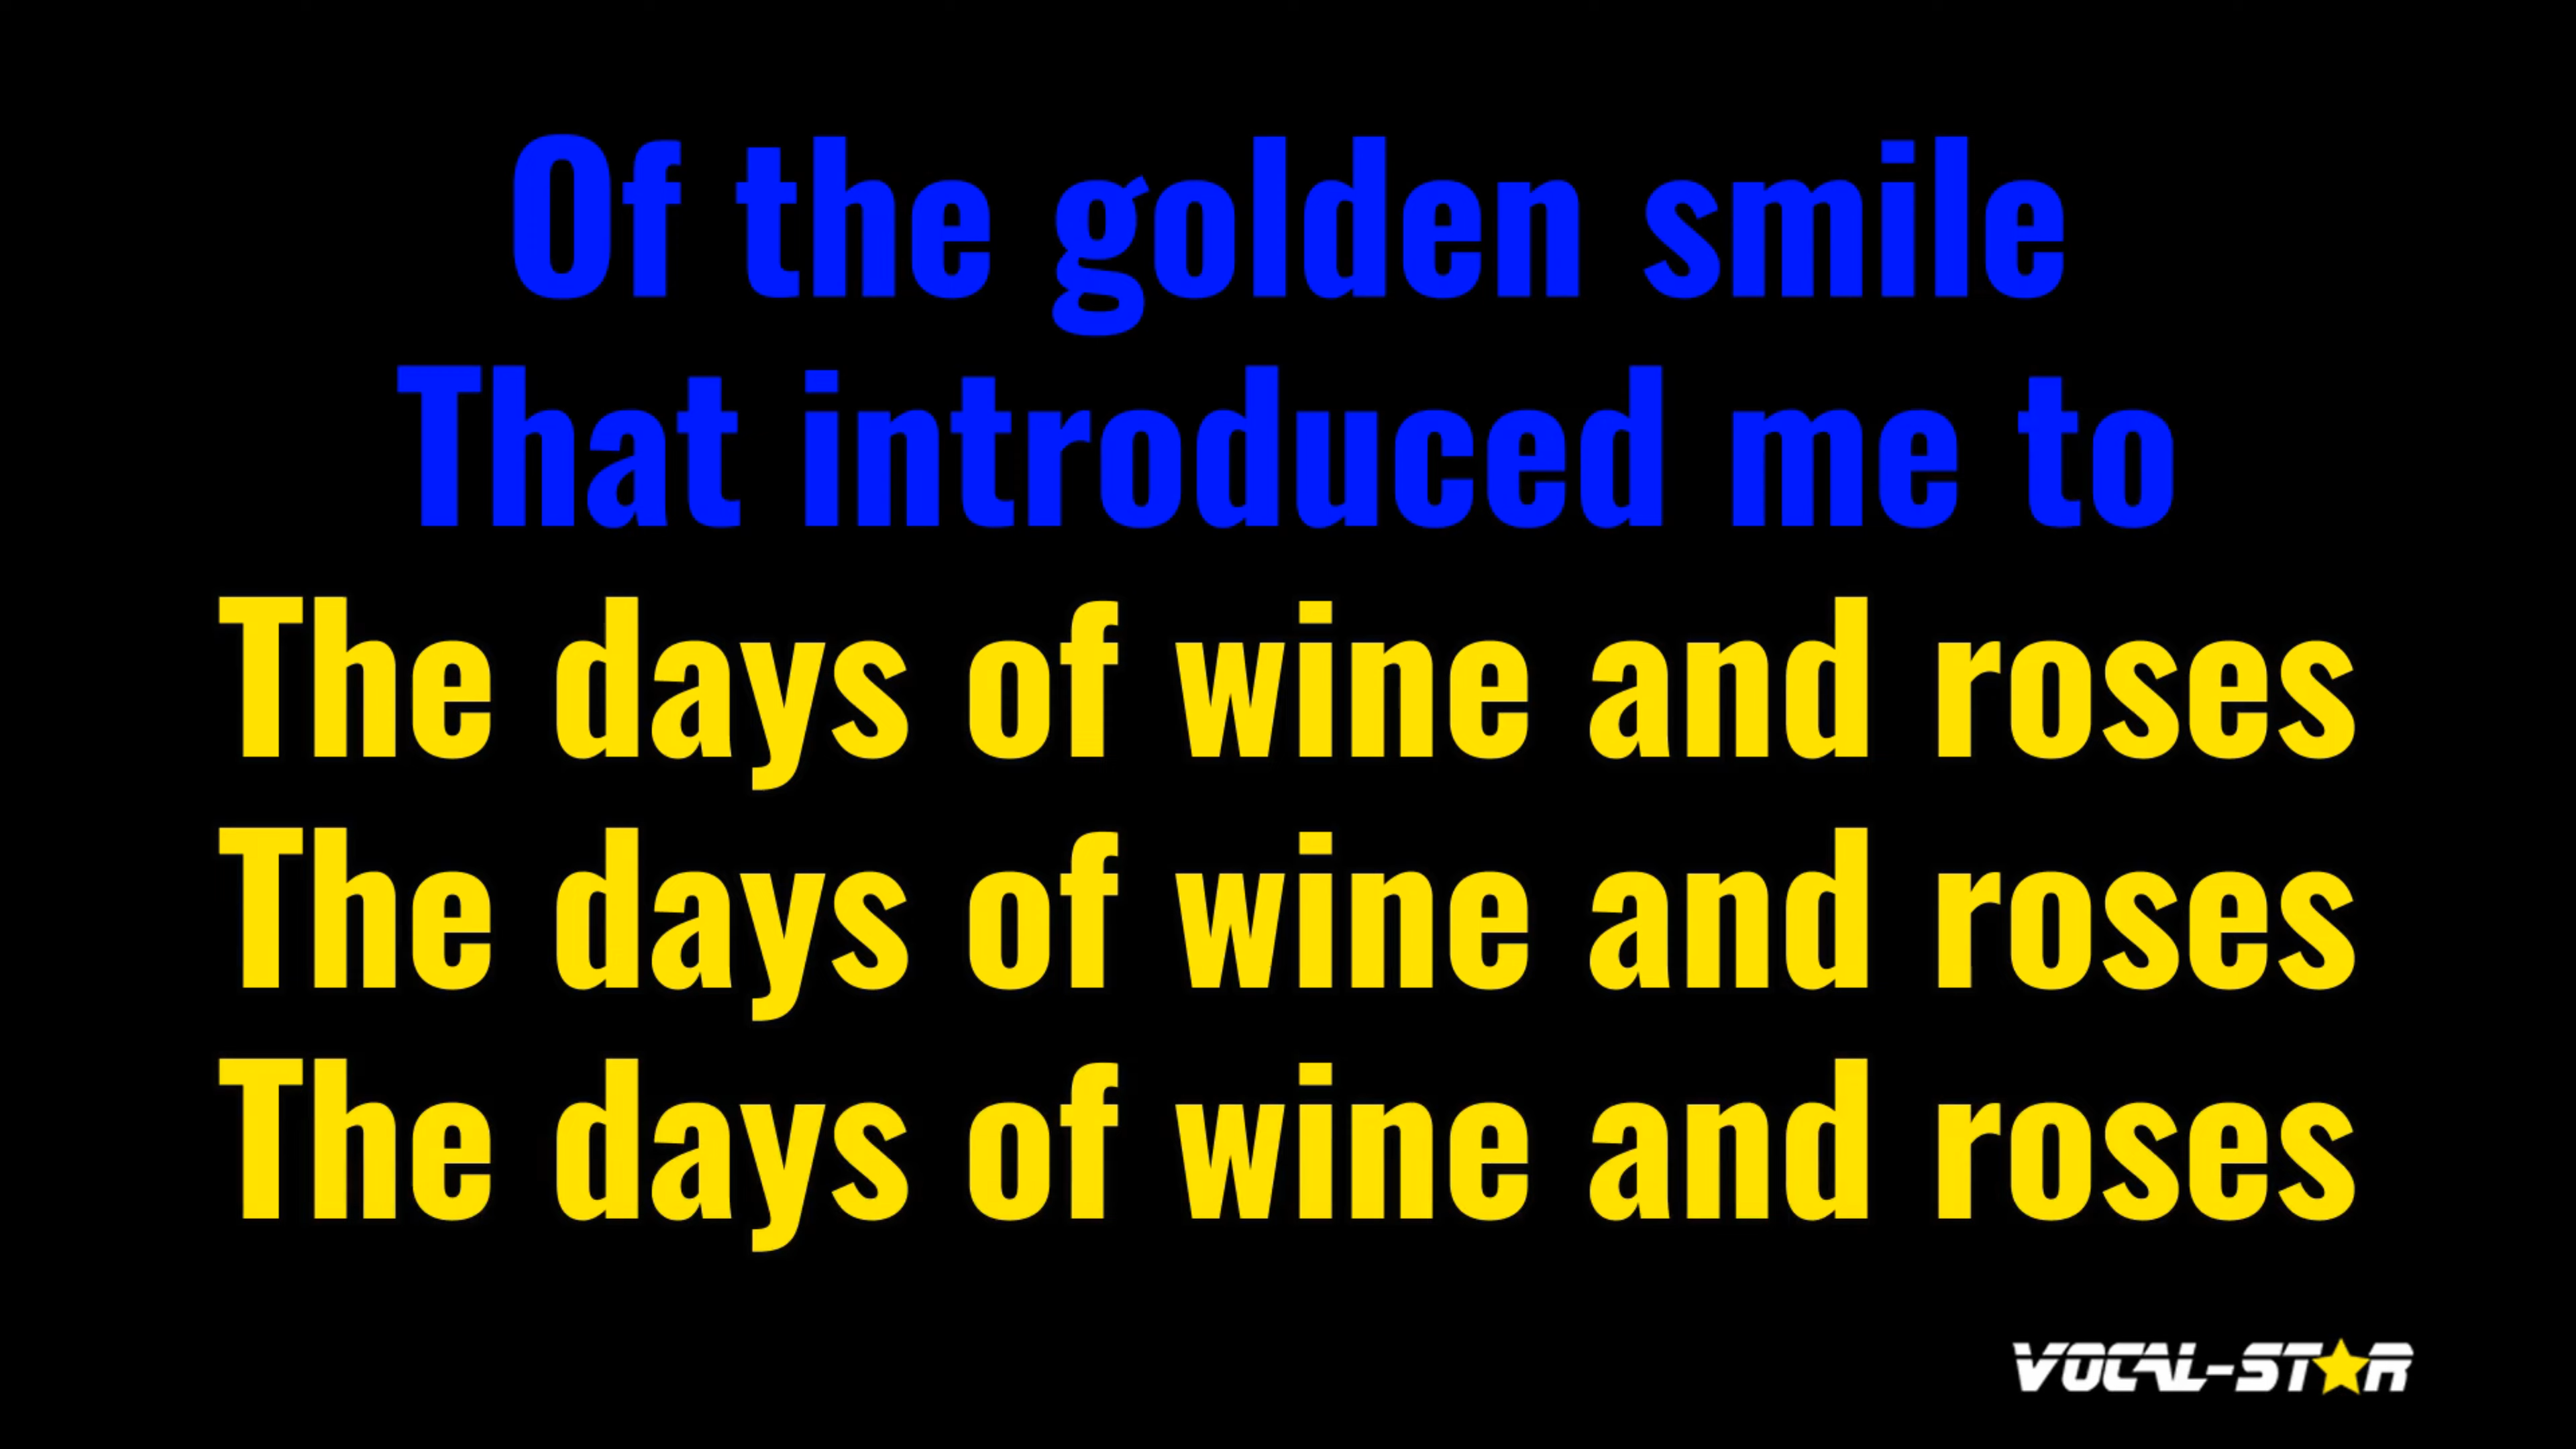 Of the golden smile
That introduced me to
The days of wine and roses
The days of wine and roses
The days of wine and roses
VOCAL-STAR